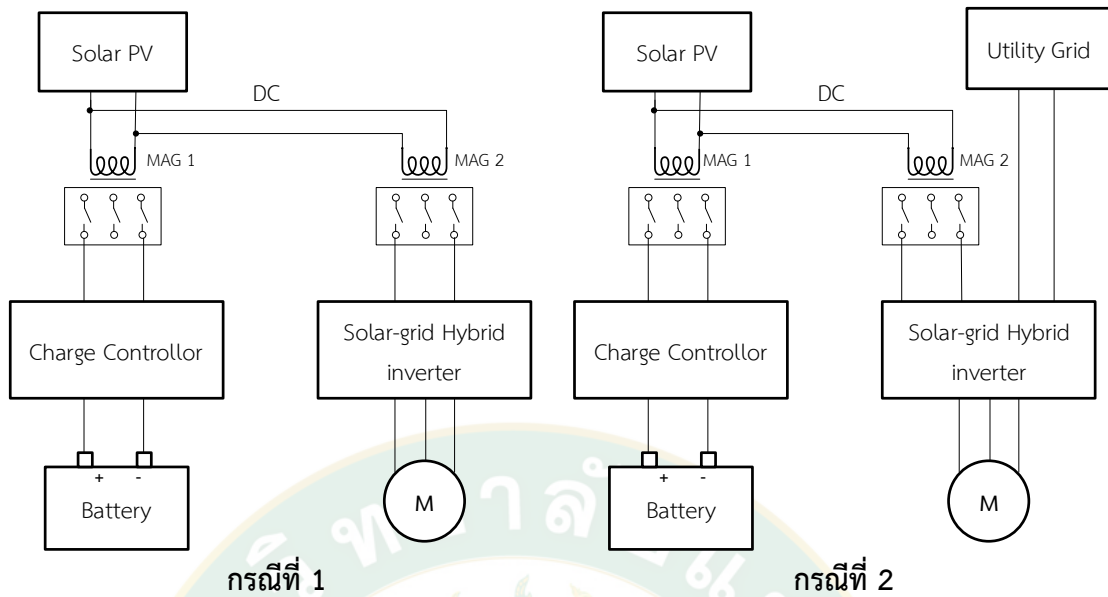 Solar PV
DC
MAG 1
MAG 2
Charge Controllor
Solar-grid Hybrid
inverter
+ -
Battery
M
กรณีที่ 1
Solar PV
Utility Grid
DC
MAG 1
MAG 2
Charge Controllor
Solar-grid Hybrid
inverter
+ -
Battery
M
กรณีที่ 2